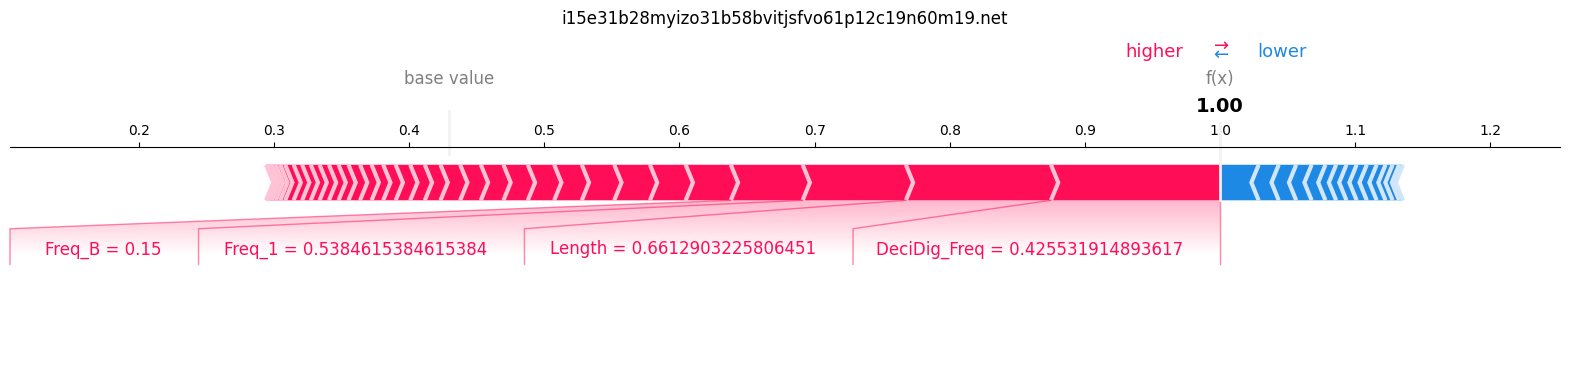 i15e31b28myizo31b58bvitjsfvo61p12c19n60m19.net
higher ⇄ lower
base value f(x)
1.00
0.2 0.3 0.4 0.5 0.6 0.7 0.8 0.9 1.0 1.1 1.2
Freq_B = 0.15 Freq_1 = 0.5384615384615384 Length = 0.6612903225806451 DeciDig_Freq = 0.425531914893617